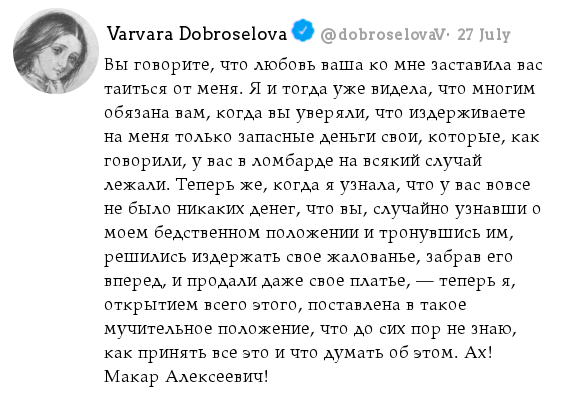 Varvara Dobroselova @dobroselovaV· 27 July
Вы говорите, что любовь ваша ко мне заставила вас
таиться от меня. Я и тогда уже видела, что многим
обязана вам, когда вы уверяли, что издерживаете
на меня только запасные деньги свои, которые, как
говорили, у вас в ломбарде на всякий случай
лежали. Теперь же, когда я узнала, что у вас вовсе
не было никаких денег, что вы, случайно узнавши о
моем бедственном положении и тронувшись им,
решились издержать свое жалованье, забрав его
вперед, и продали даже свое платье, — теперь я,
открытием всего этого, поставлена в такое
мучительное положение, что до сих пор не знаю,
как принять все это и что думать об этом. Ах!
Макар Алексеевич!